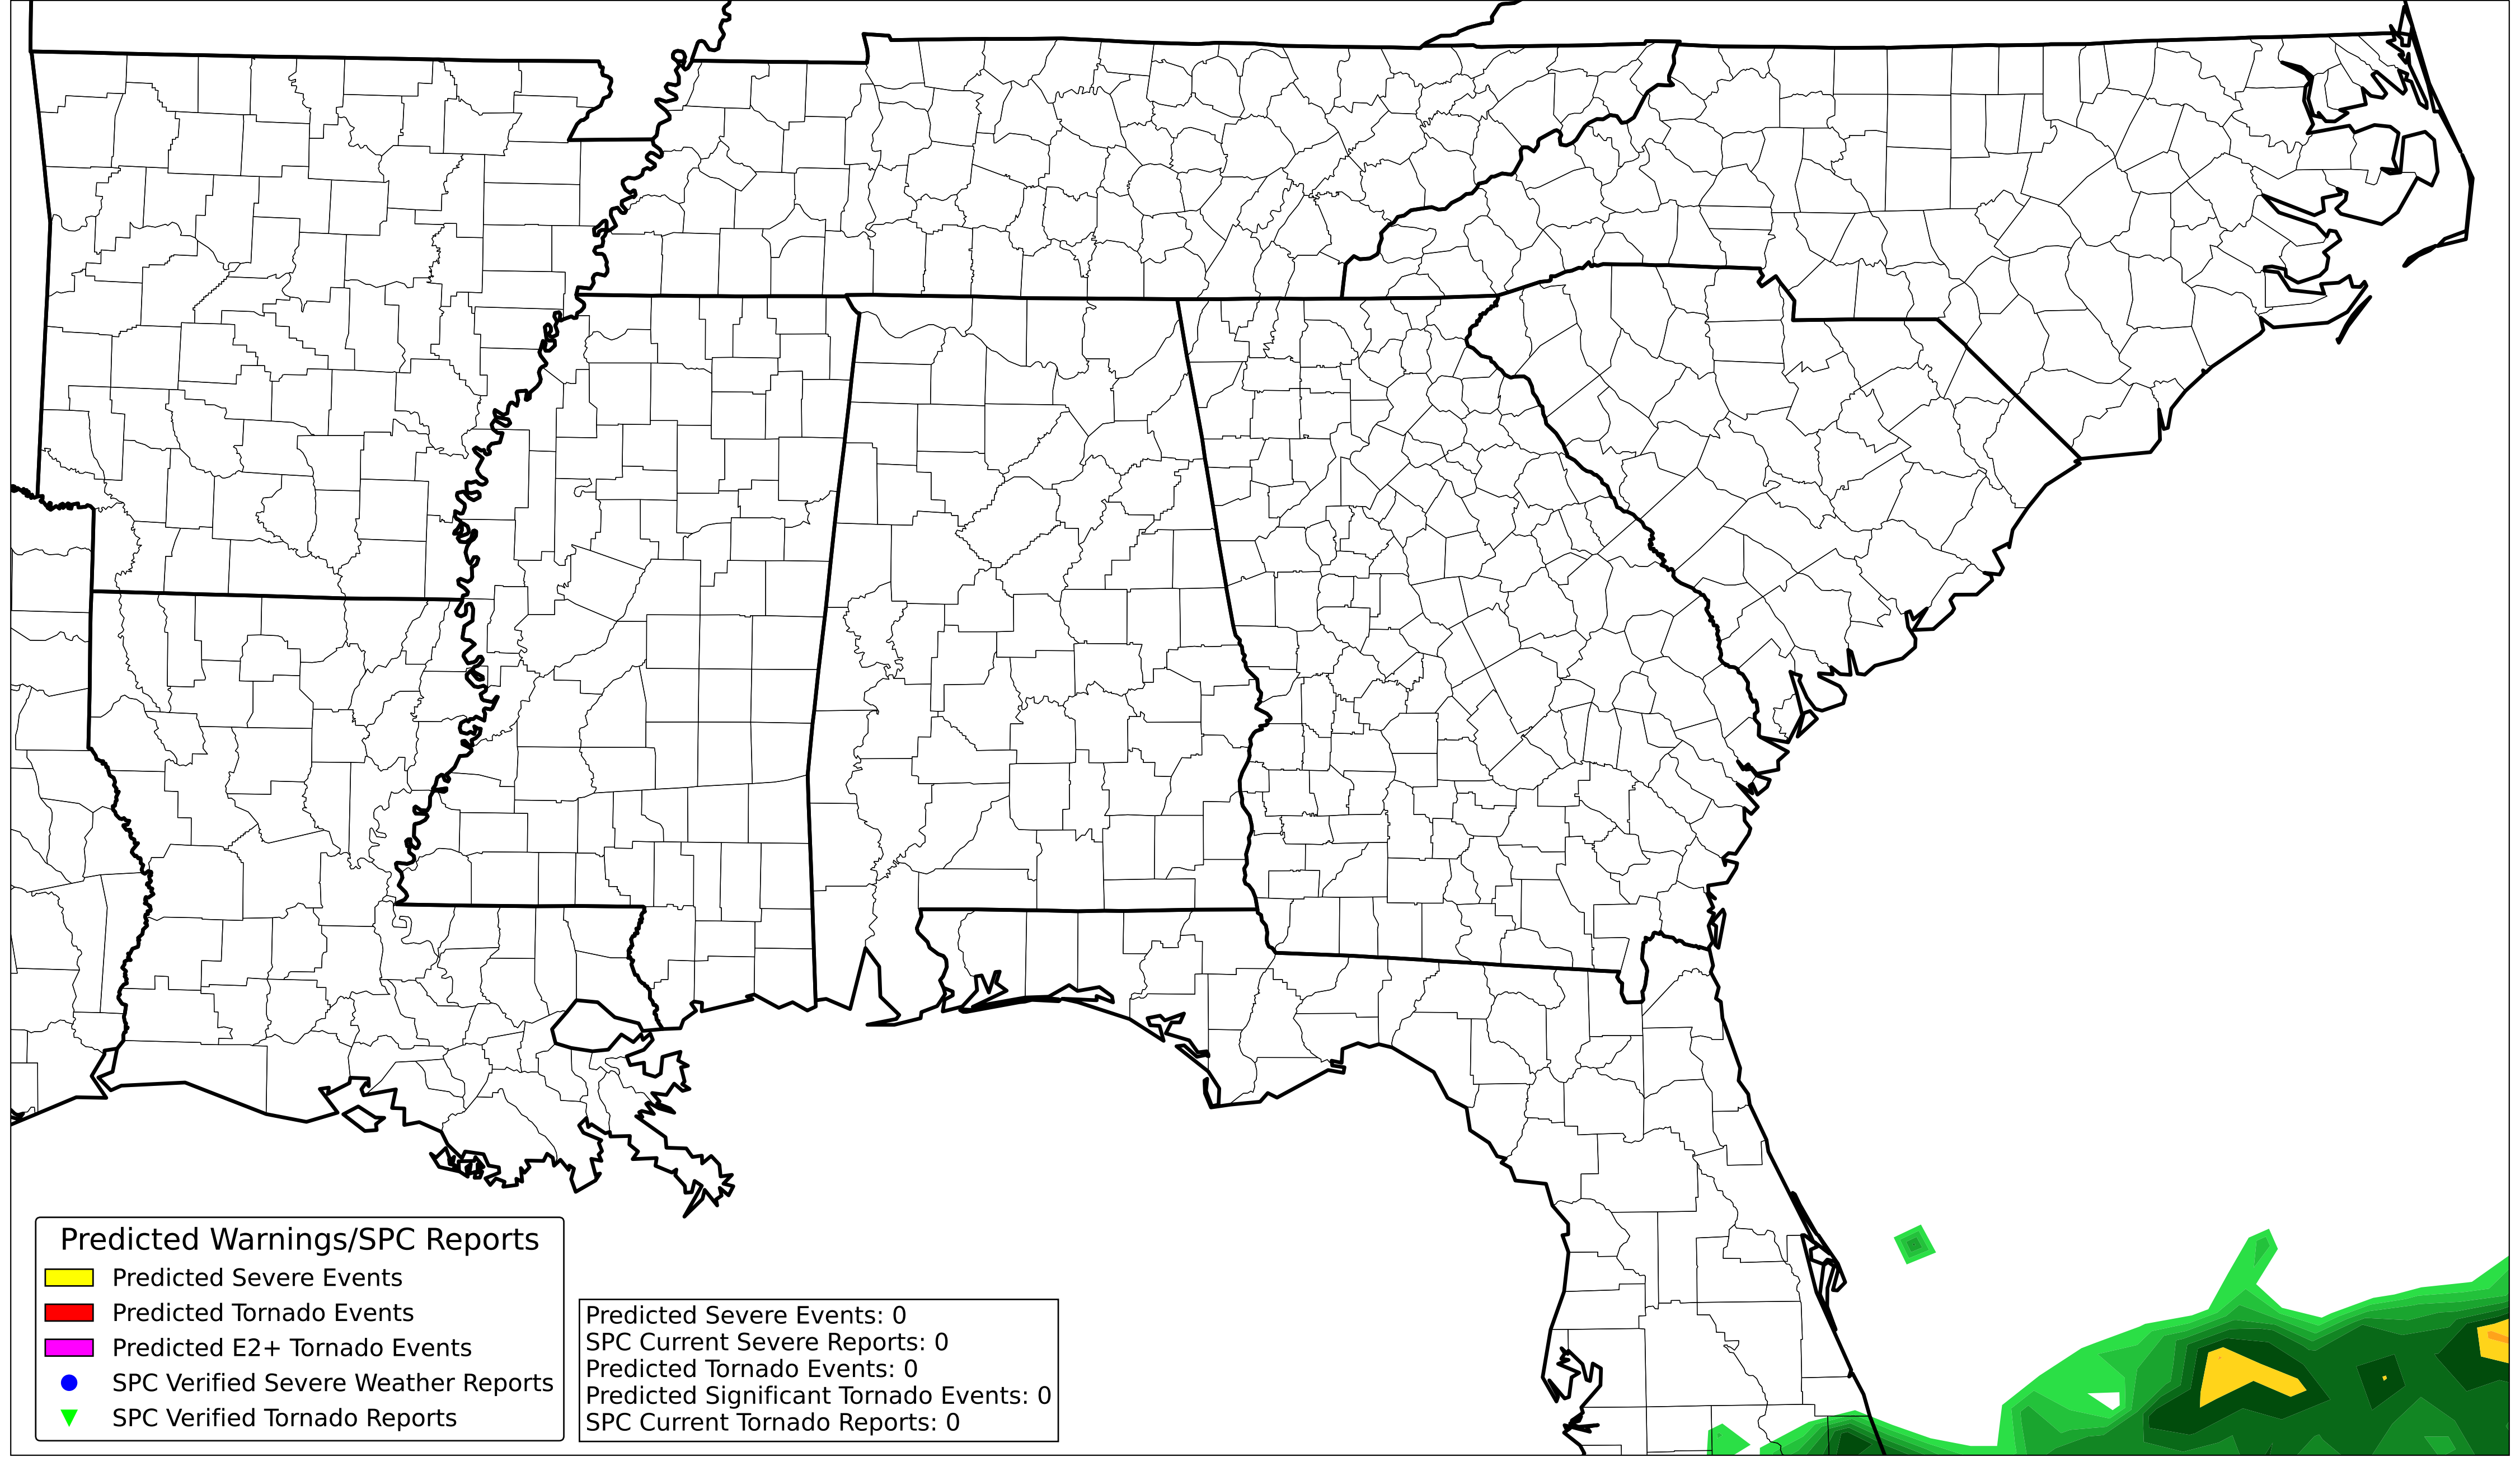 Predicted Warnings/SPC Reports
Predicted Severe Events
Predicted Tornado Events
Predicted E2+ Tornado Events
SPC Verified Severe Weather Reports
SPC Verified Tornado Reports
Predicted Severe Events: 0
SPC Current Severe Reports: 0
Predicted Tornado Events: 0
Predicted Significant Tornado Events: 0
SPC Current Tornado Reports: 0